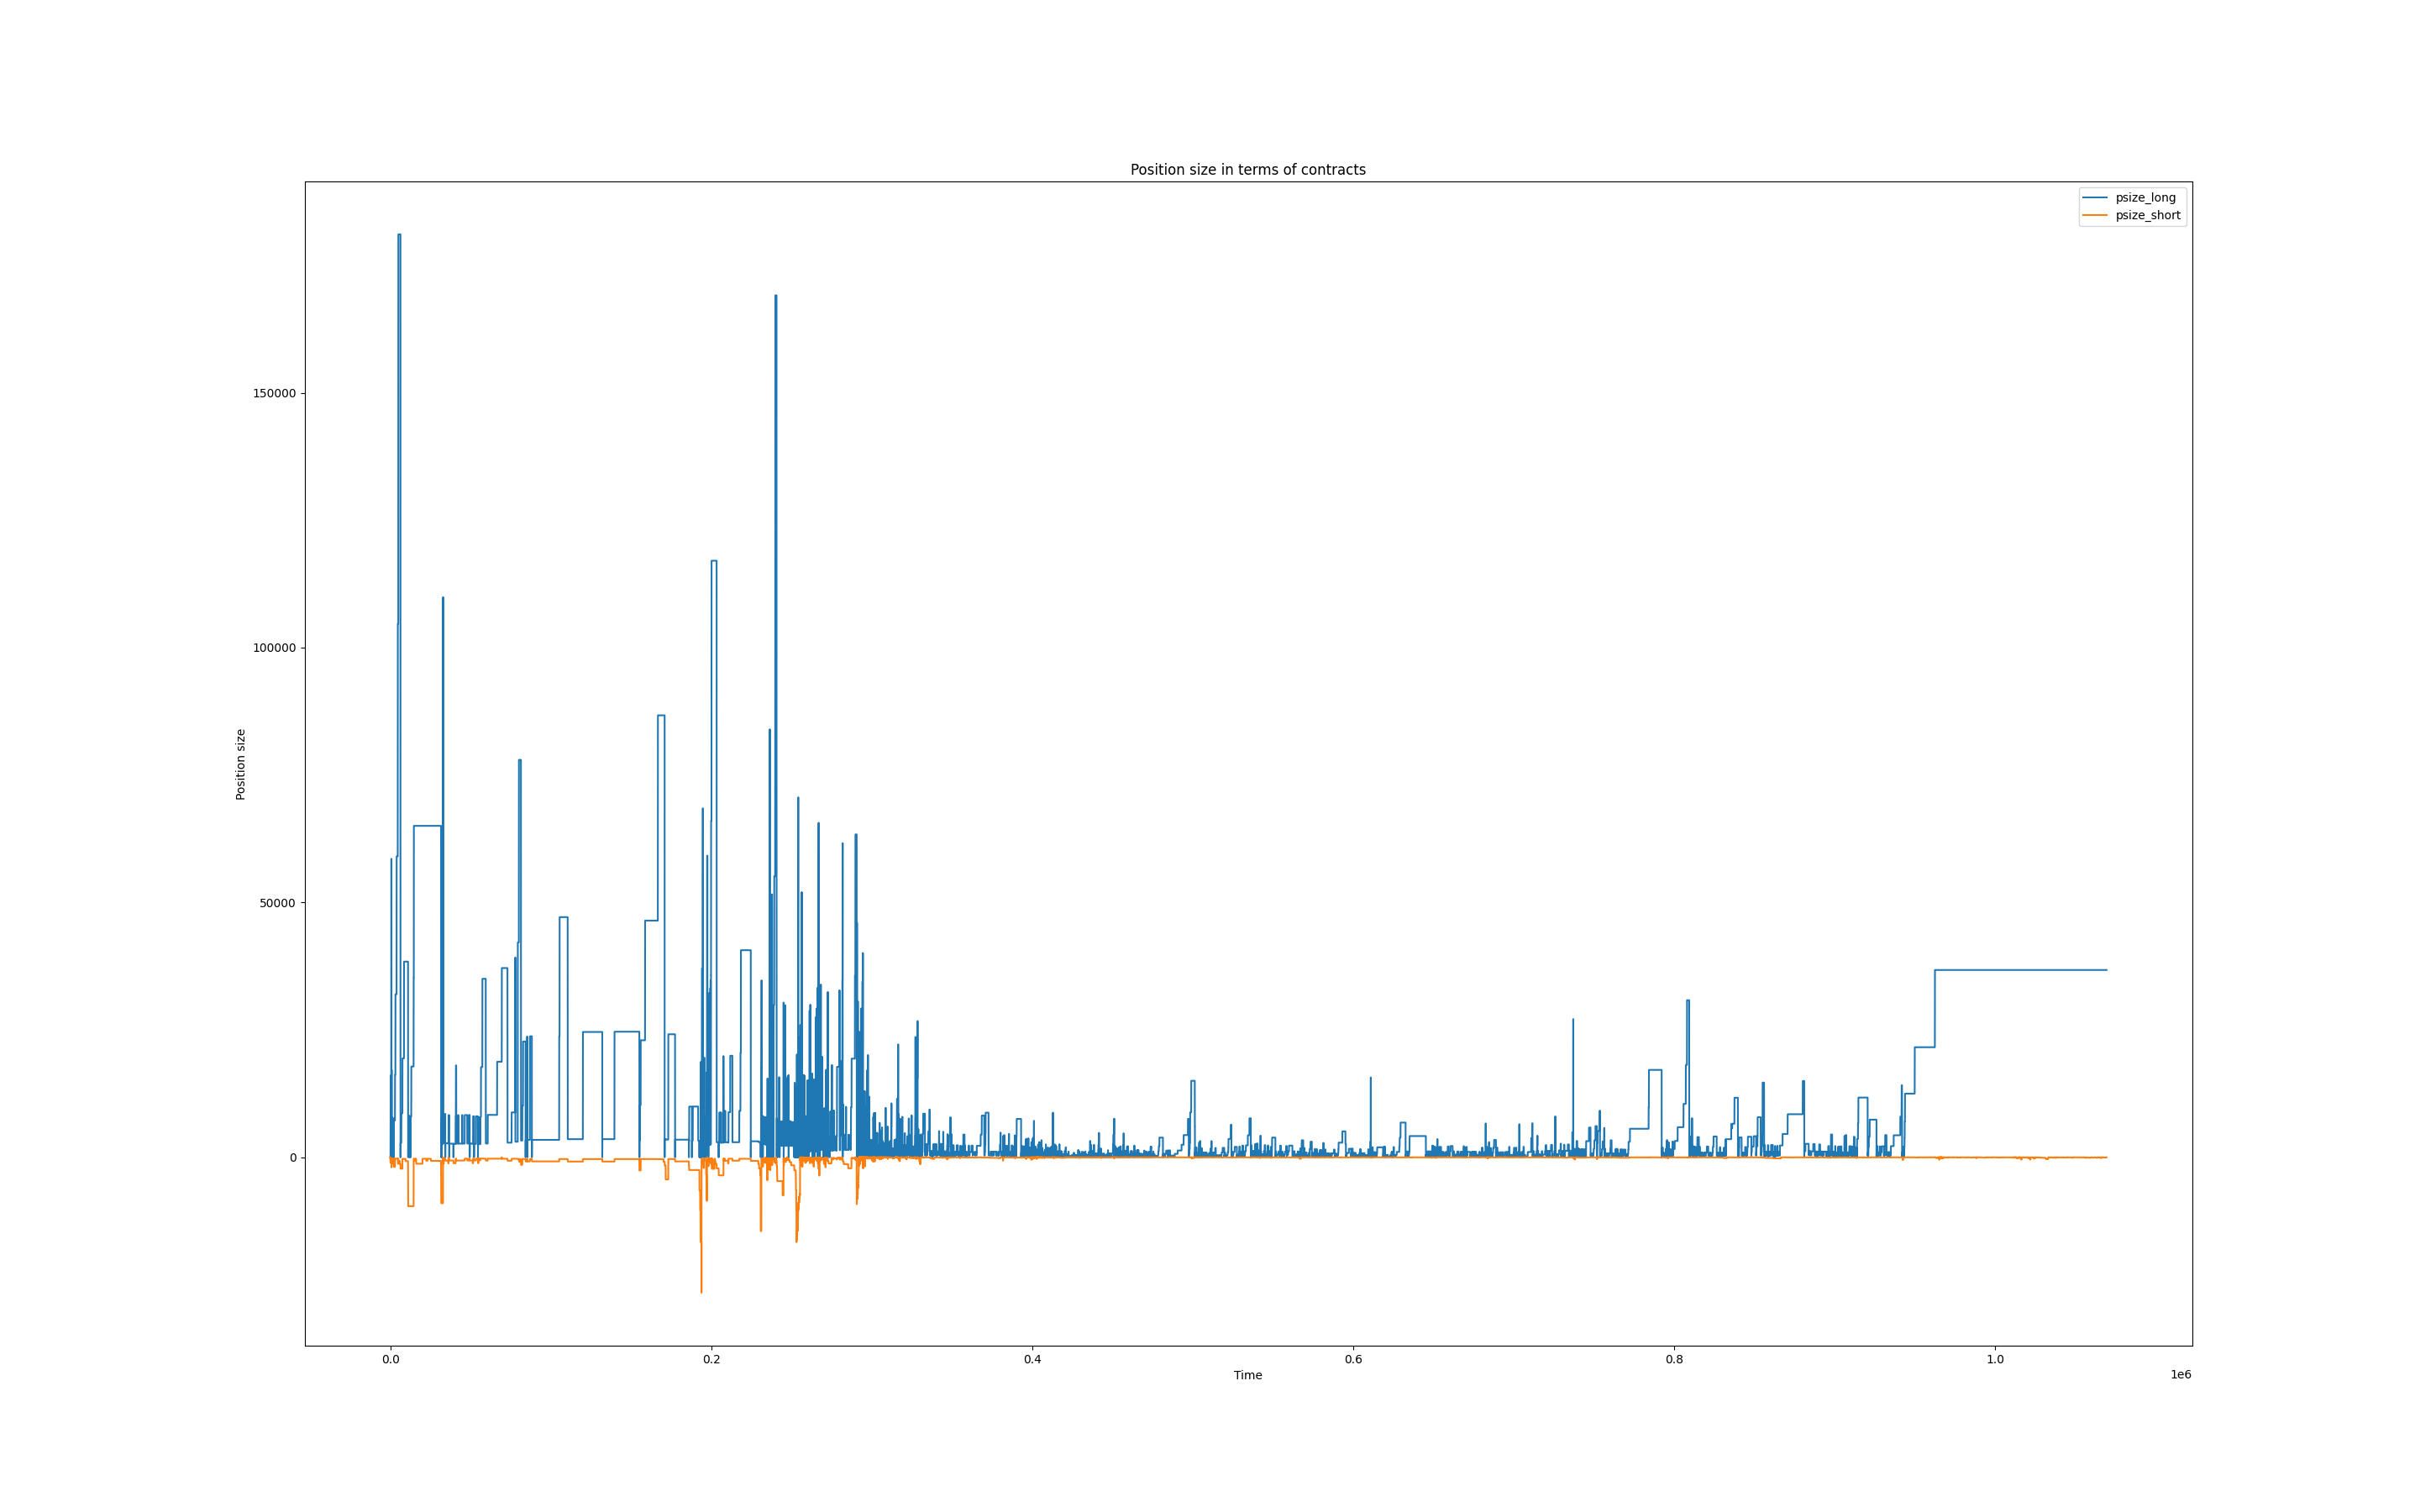 Position size in terms of contracts
psize_long
psize_short
150000
100000
50000
0
Position size
0.0
0.2
0.4
0.6
0.8
1.0
1e6
Time